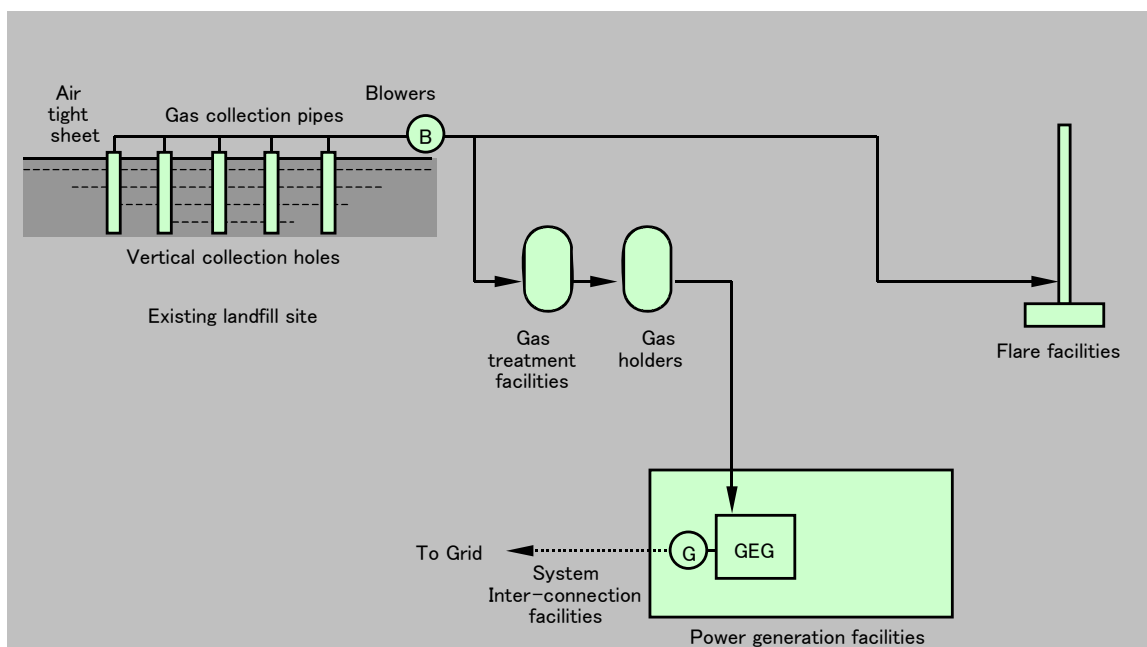 Air
tight
sheet
Gas collection pipes
Blowers
B
Vertical collection holes
Existing landfill site
Gas
treatment
facilities
Gas
holders
Flare facilities
To Grid
G
GEG
System
Inter-connection
facilities
Power generation facilities